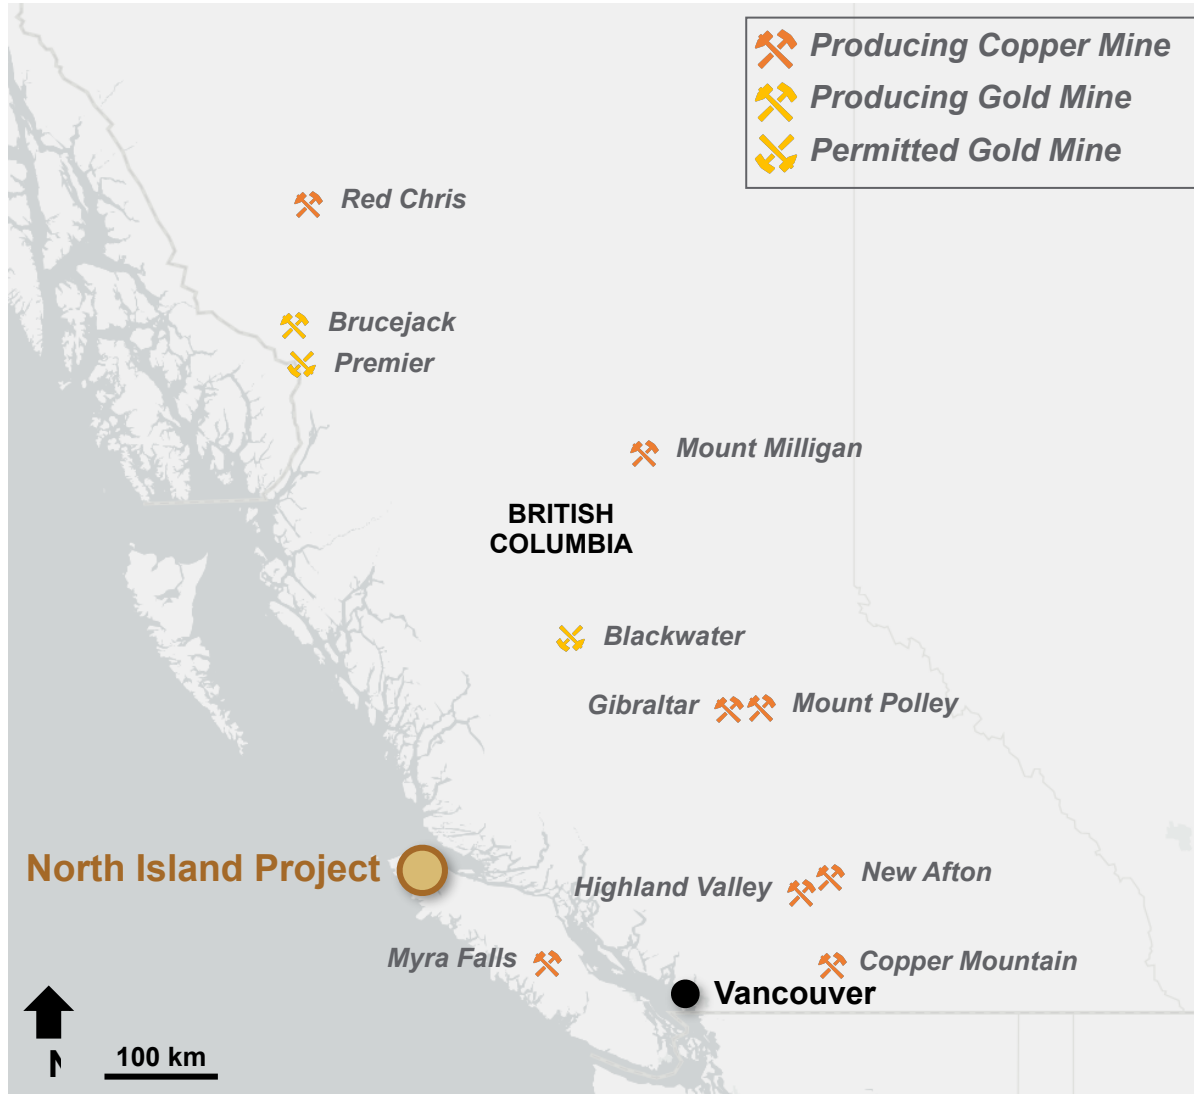 Producing Copper Mine
Producing Gold Mine
Permitted Gold Mine
Red Chris
Brucejack
Premier
Mount Milligan
BRITISH
COLUMBIA
Blackwater
Gibraltar
Mount Polley
North Island Project
New Afton
Highland Valley
Myra Falls
Copper Mountain
Vancouver
N
100 km